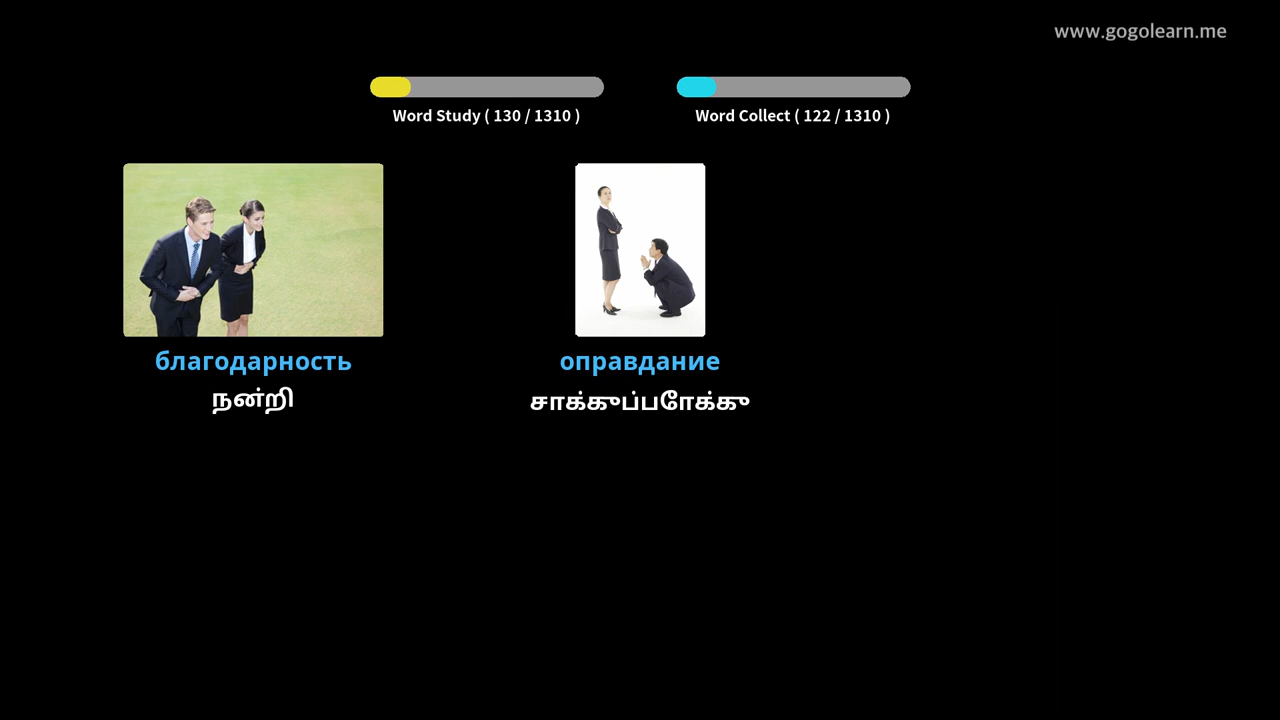 www.gogolearn.me
Word Study ( 130 / 1310 )
Word Collect ( 122 / 1310 )
благодарность
நன்றி
оправдание
சாக்குப்போக்கு